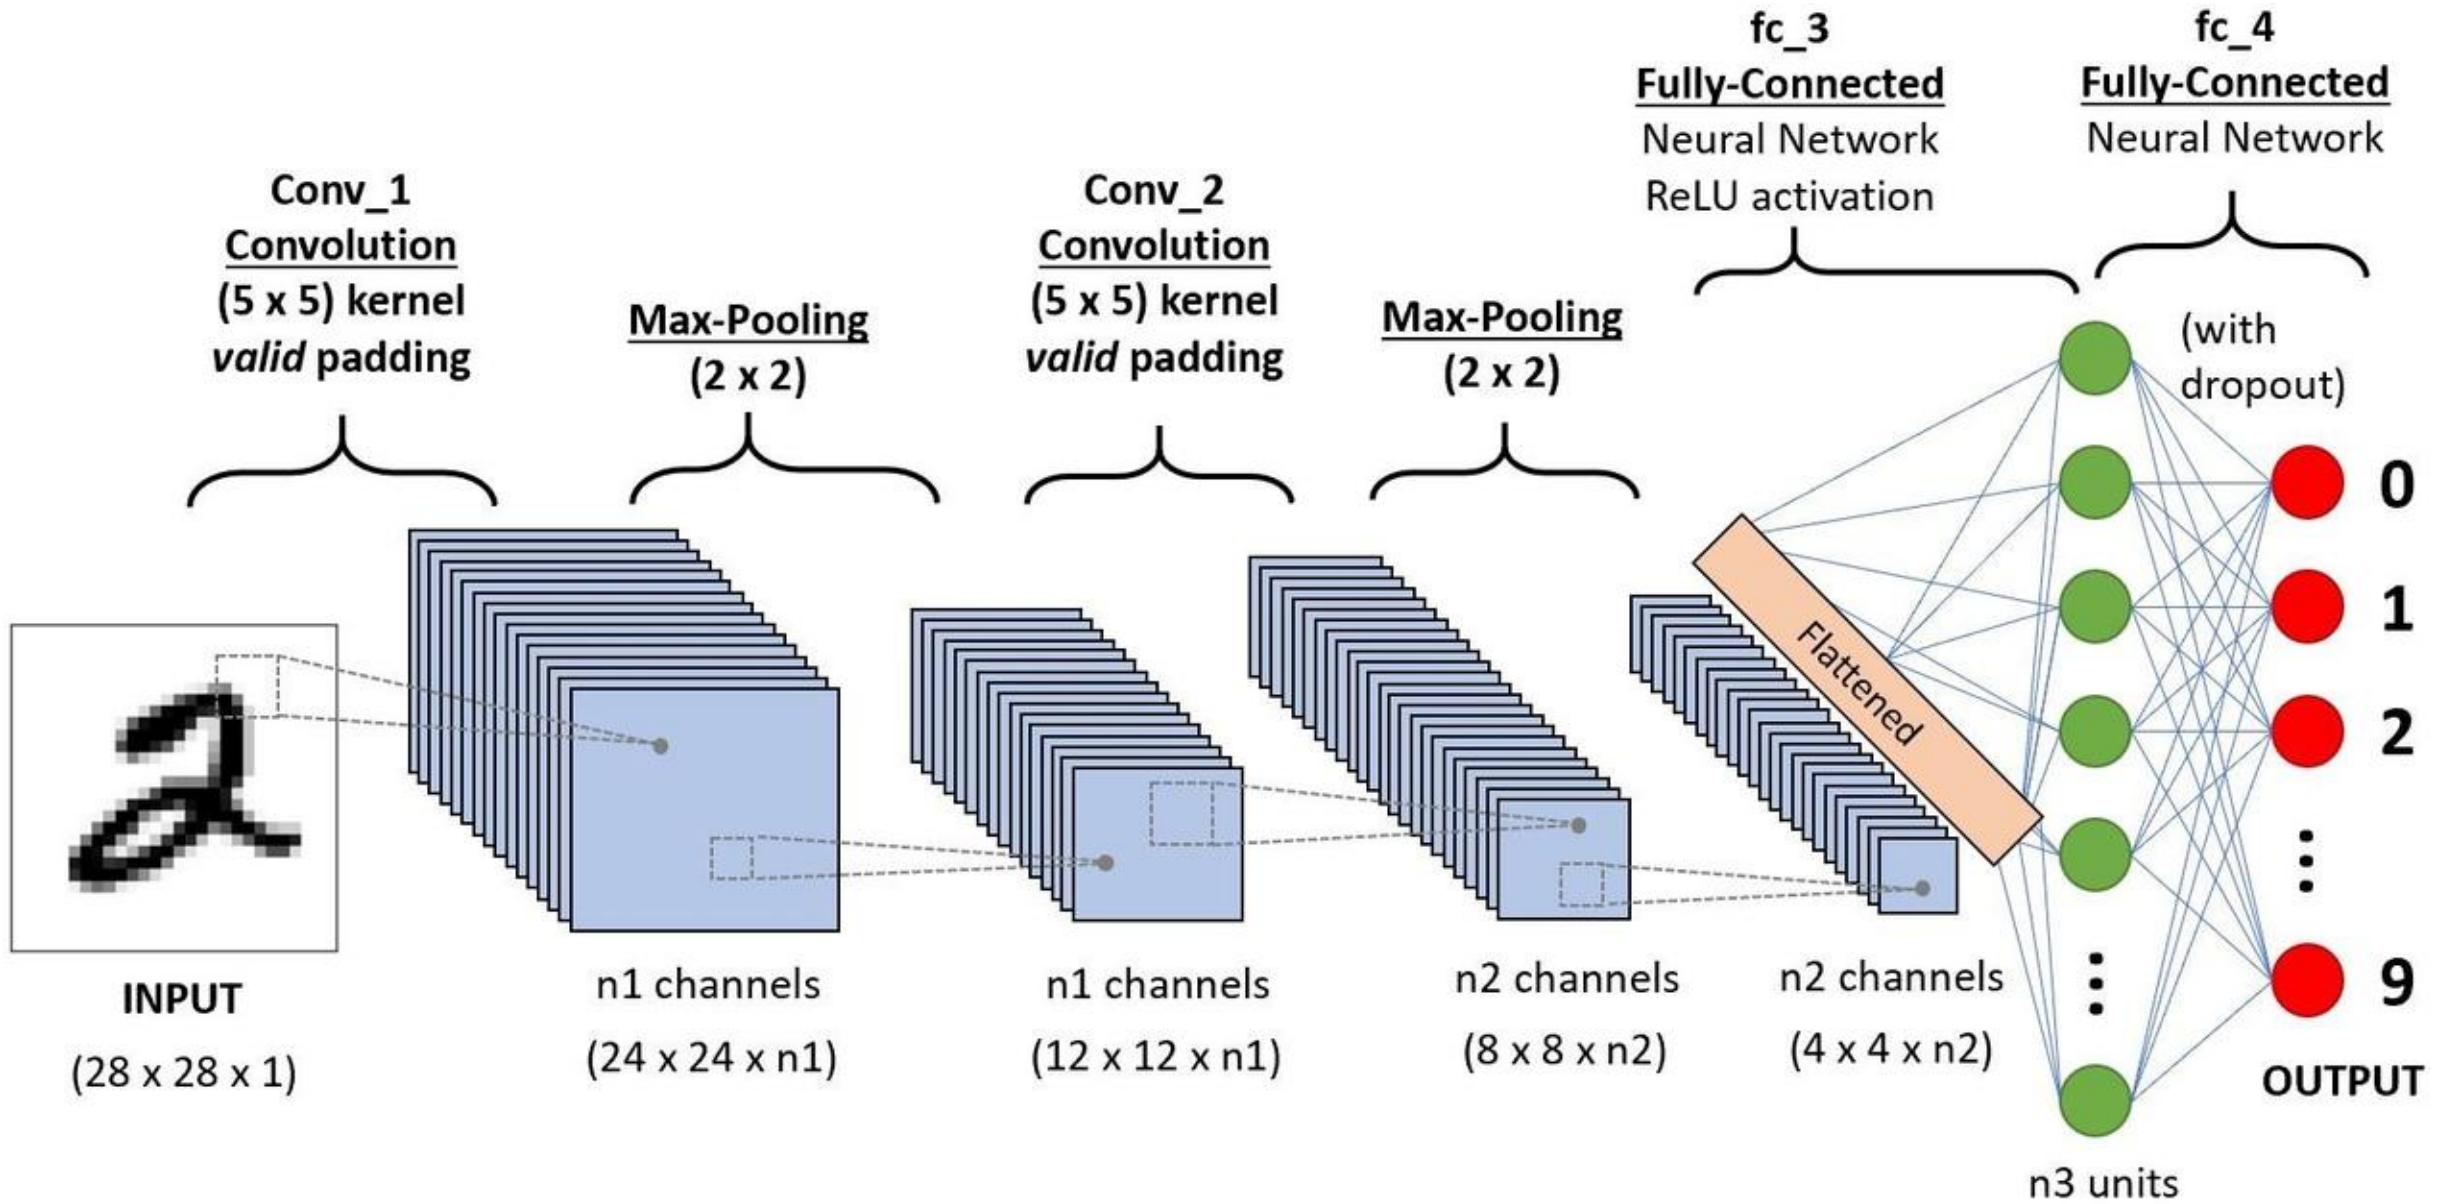 Conv_1
Convolution
(5 x 5) kernel
valid padding
Max-Pooling
(2 x 2)
Conv_2
Convolution
(5 x 5) kernel
valid padding
Max-Pooling
(2 x 2)
fc_3
Fully-Connected
Neural Network
ReLU activation
fc_4
Fully-Connected
Neural Network
(with
dropout)
Flattened
0
1
2
9
INPUT
(28 x 28 x 1)
n1 channels
(24 x 24 x n1)
n1 channels
(12 x 12 x n1)
n2 channels
(8 x 8 x n2)
n2 channels
(4 x 4 x n2)
n3 units
OUTPUT